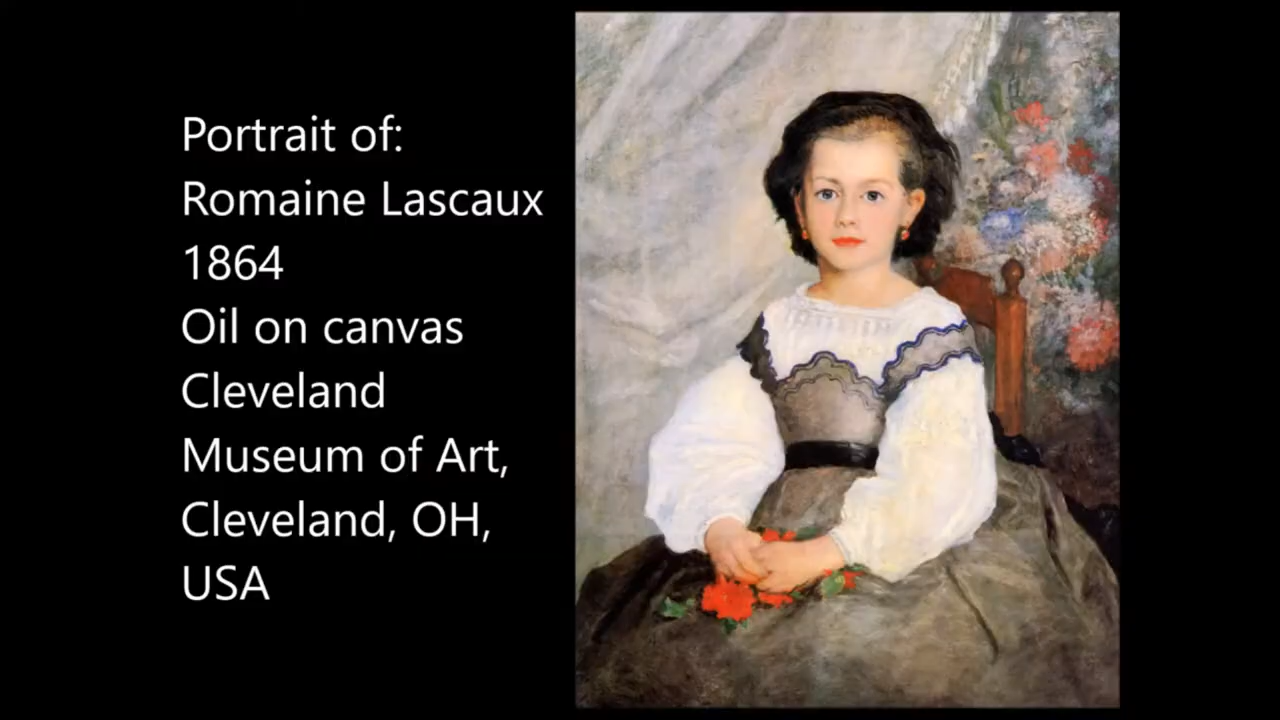 Portrait of:
Romaine Lascaux
1864
Oil on canvas
Cleveland
Museum of Art,
Cleveland, OH,
USA